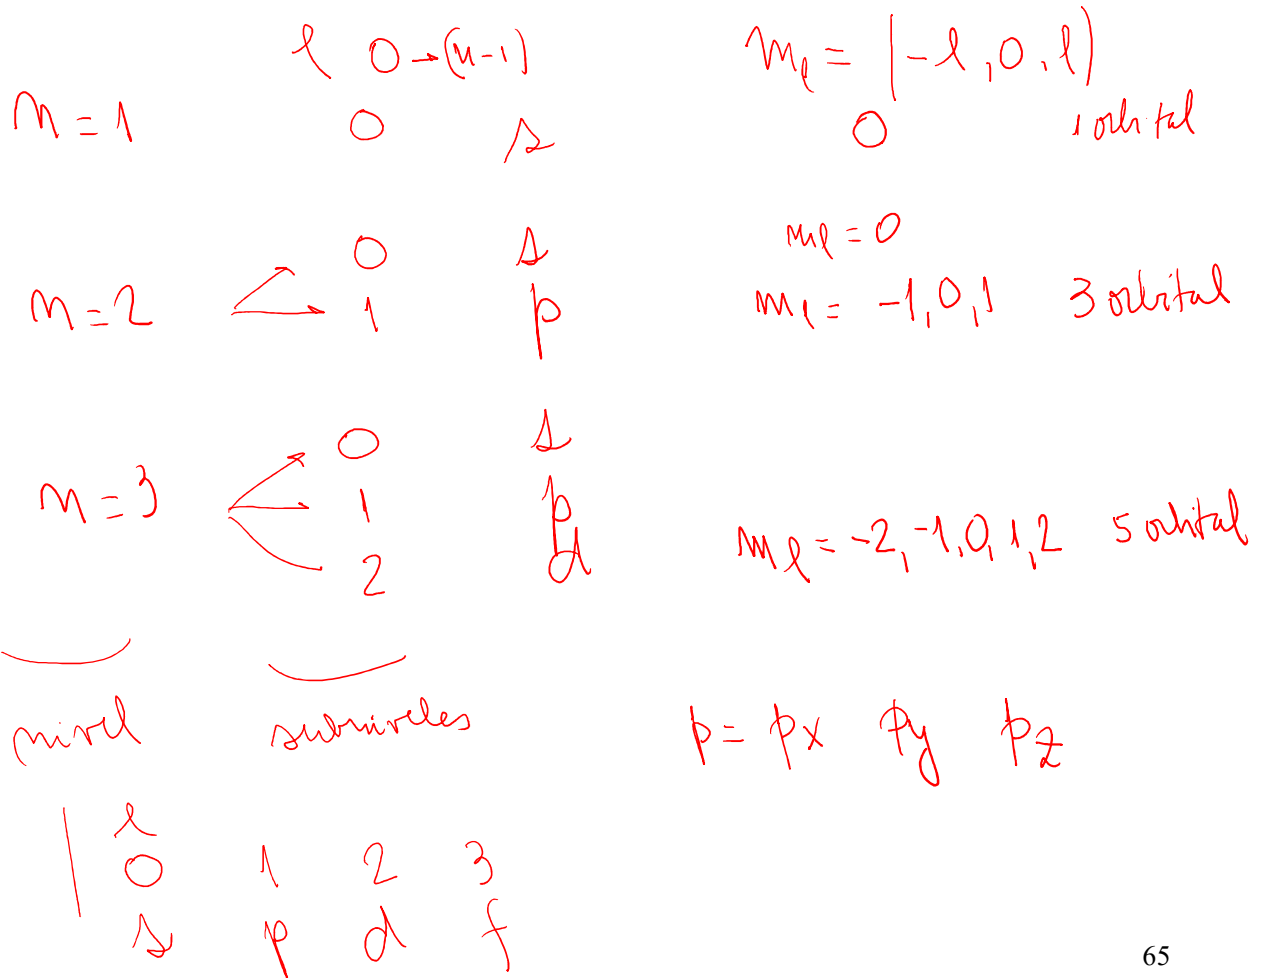 l 0→(n-1) ml = (-l, 0, l)
n=1 0 s 0 1 orbital
0 s ml = 0
n=2 1 p ml = -1, 0, 1 3 orbital
0 s
n=3 1 p
2 d ml = -2, -1, 0, 1, 2 5 orbital
nivel subniveles p = px py pz
l
0 1 2 3
s p d f
65